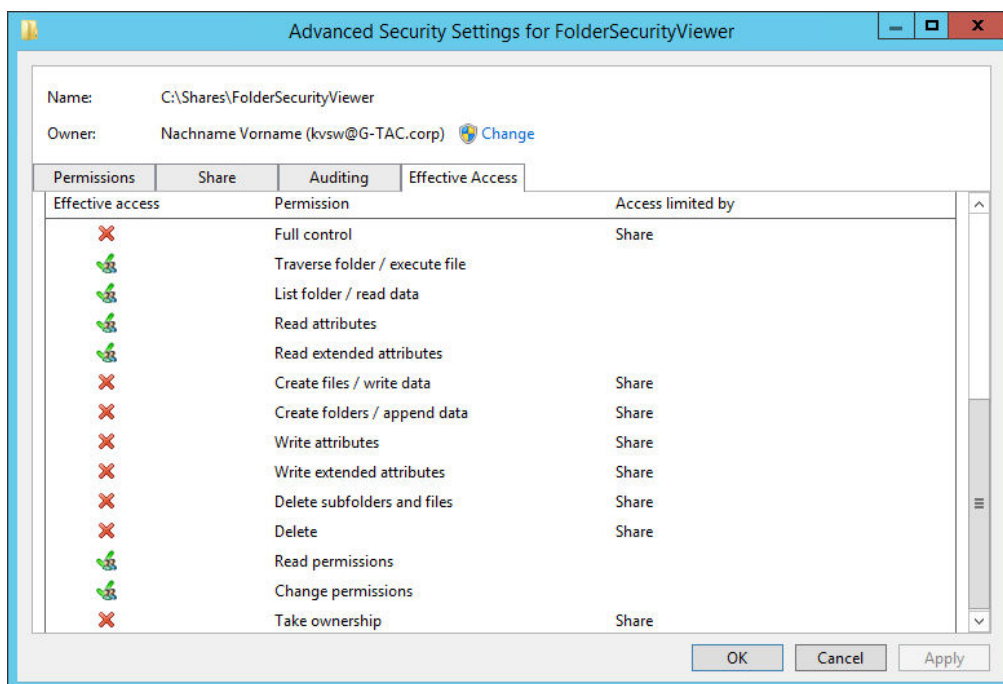 Advanced Security Settings for FolderSecurityViewer
Name: C:\Shares\FolderSecurityViewer
Owner: Nachname Vorname (kvsw@G-TAC.corp) Change
Permissions Share Auditing Effective Access
Effective access Permission Access limited by
Full control Share
Traverse folder / execute file
List folder / read data
Read attributes
Read extended attributes
Create files / write data Share
Create folders / append data Share
Write attributes Share
Write extended attributes Share
Delete subfolders and files Share
Delete Share
Read permissions
Change permissions
Take ownership Share
OK Cancel Apply